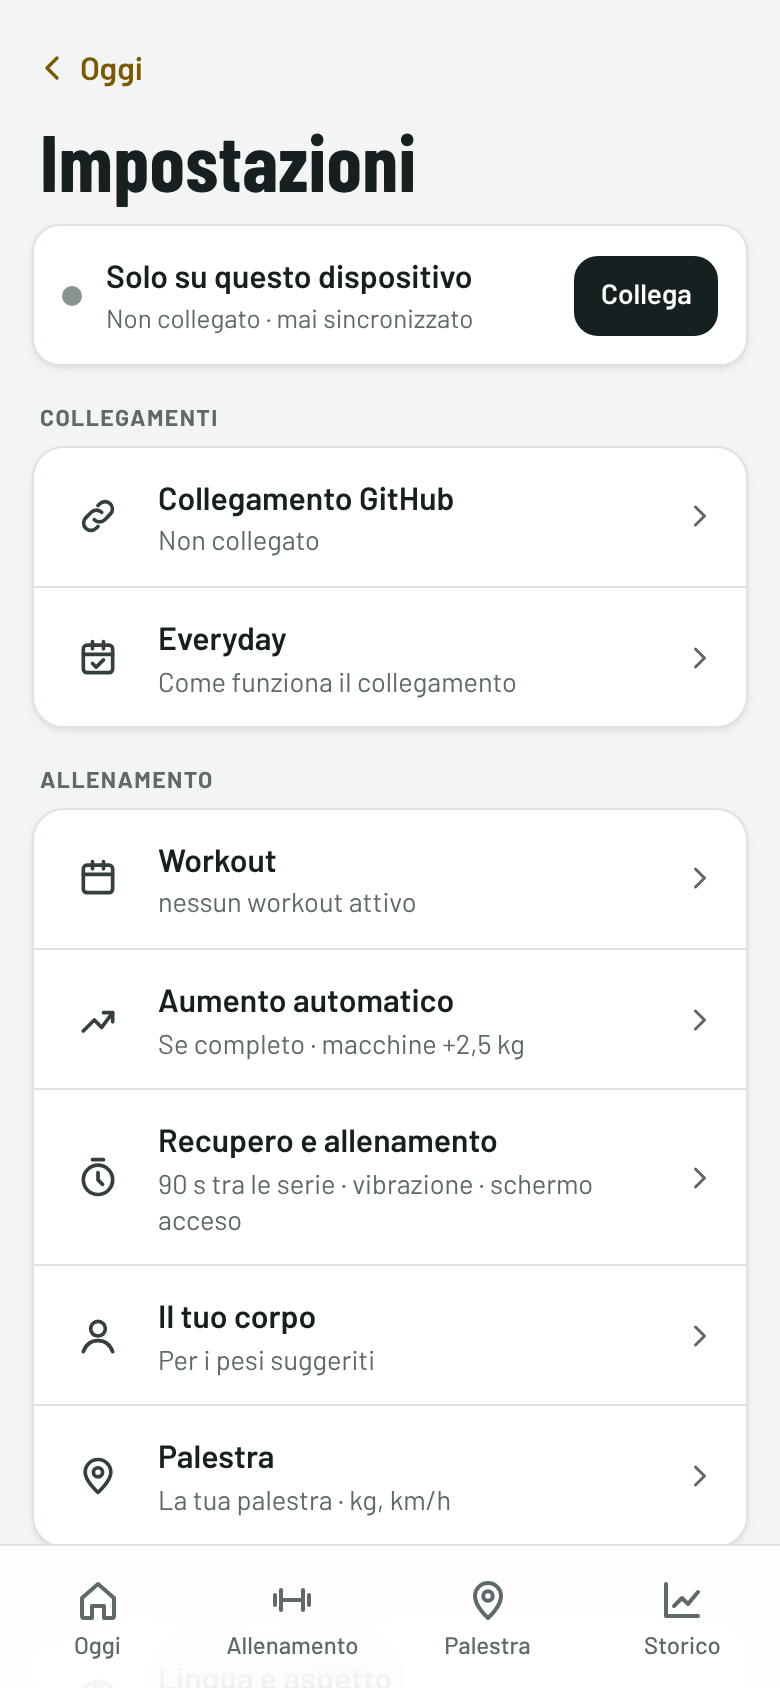 Oggi
Impostazioni
Solo su questo dispositivo
Non collegato · mai sincronizzato
Collega
COLLEGAMENTI
Collegamento GitHub
Non collegato
Everyday
Come funziona il collegamento
ALLENAMENTO
Workout
nessun workout attivo
Aumento automatico
Se completo · macchine +2,5 kg
Recupero e allenamento
90 s tra le serie · vibrazione · schermo
acceso
Il tuo corpo
Per i pesi suggeriti
Palestra
La tua palestra · kg, km/h
Oggi
Allenamento
Palestra
Storico
Lingua e aspetto